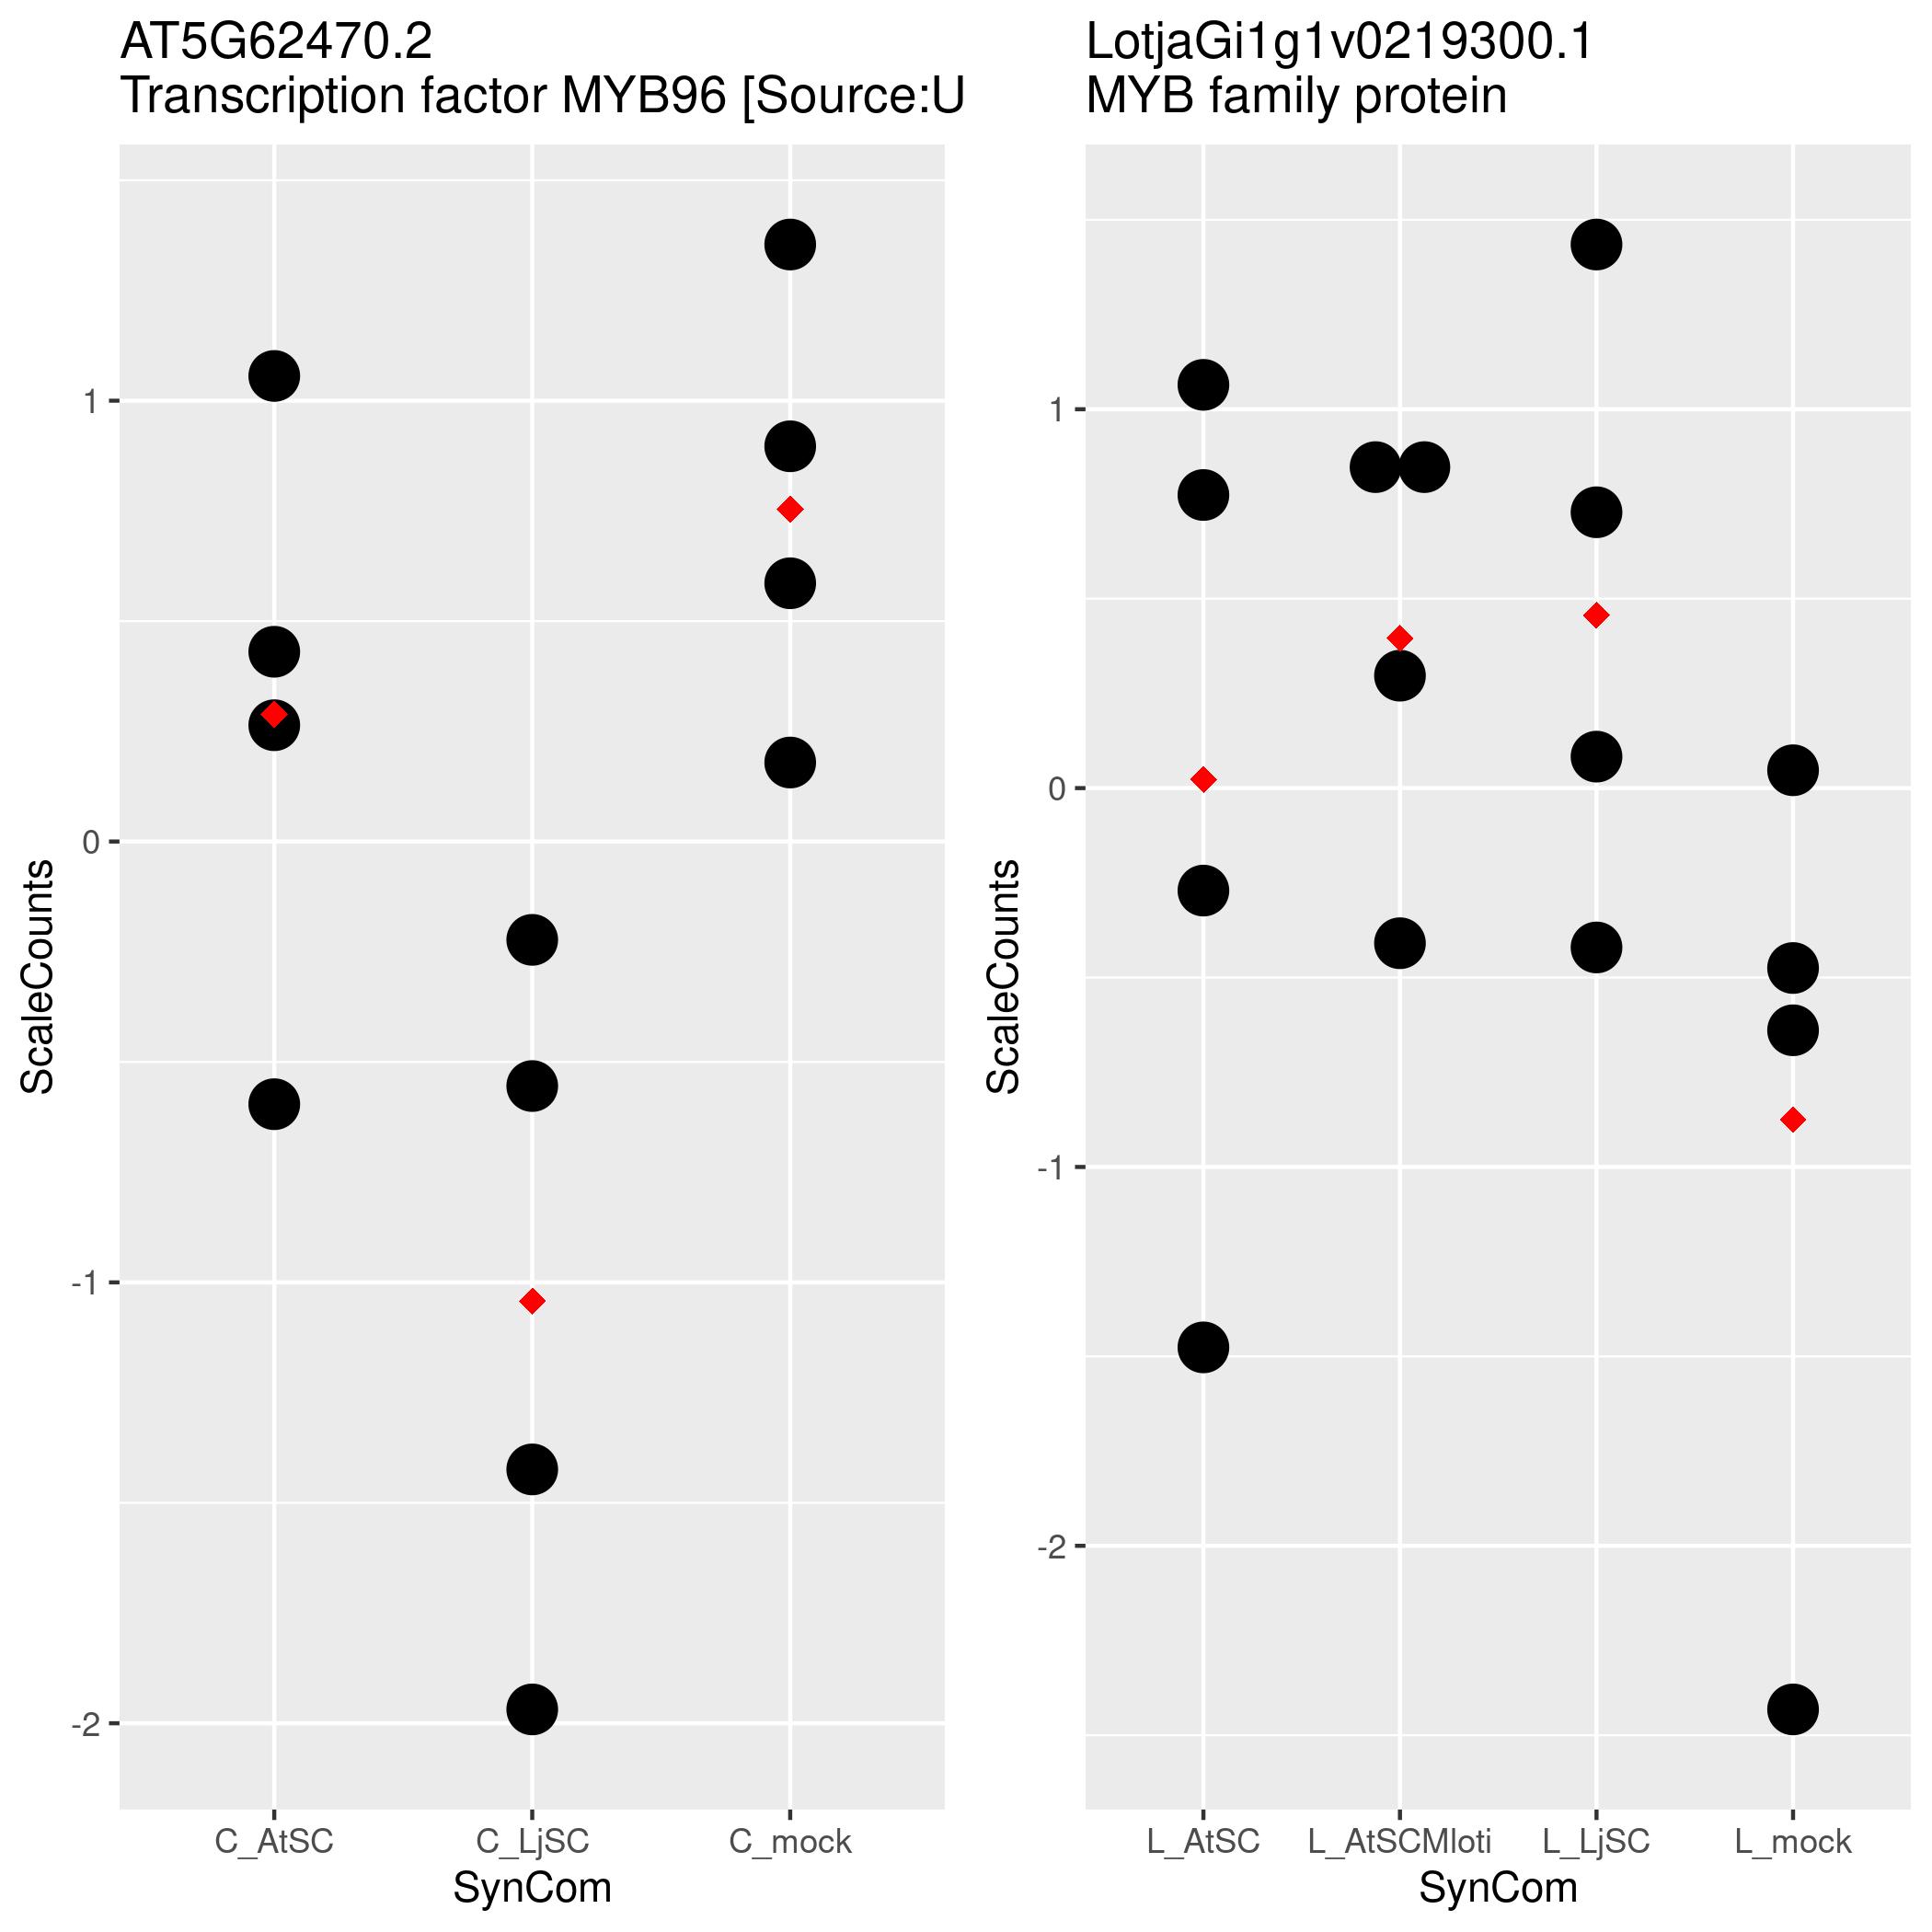 AT5G62470.2
Transcription factor MYB96 [Source:U
ScaleCounts
1
0
-1
-2
C_AtSC C_LjSC C_mock
SynCom
LotjaGi1g1v0219300.1
MYB family protein
ScaleCounts
1
0
-1
-2
L_AtSC L_AtSCMloti L_LjSC L_mock
SynCom